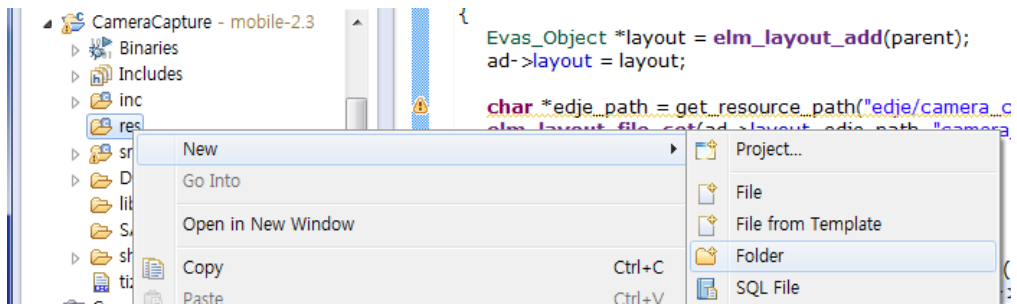 CameraCapture - mobile-2.3
Binaries
Includes
inc
res
{
Evas_Object *layout = elm_layout_add(parent);
ad->layout = layout;
char *edje_path = get_resource_path("edje/camera_c
New
Go Into
Open in New Window
Copy Ctrl+C
Paste Ctrl+V
Project...
File
File from Template
Folder
SQL File